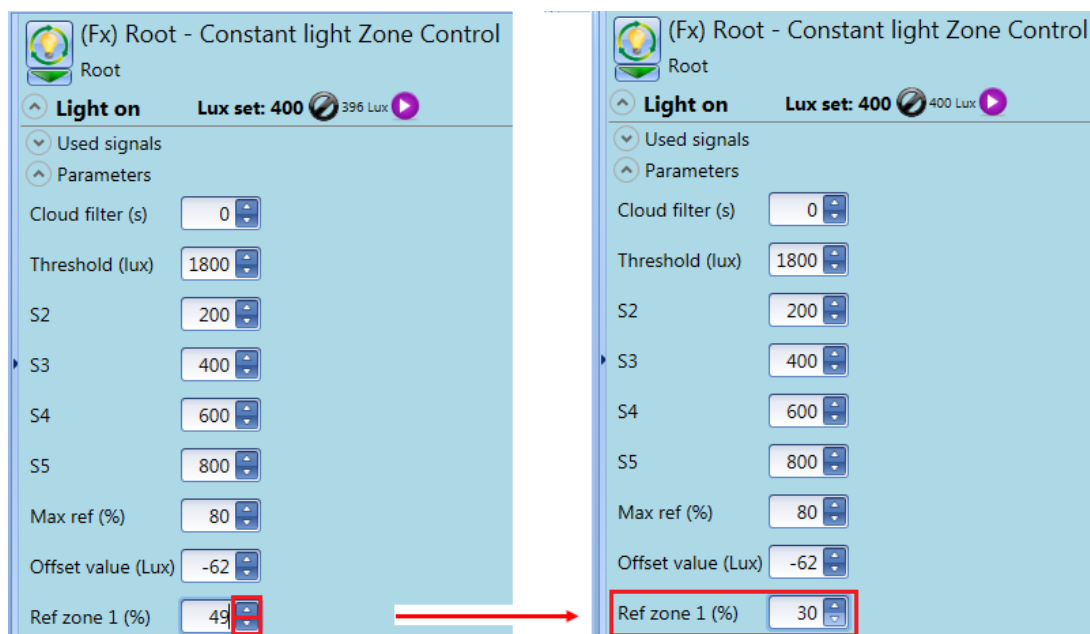 (Fx) Root - Constant light Zone Control
Root
Light on Lux set: 400 396 Lux
Used signals
Parameters
Cloud filter (s) 0
Threshold (lux) 1800
S2 200
S3 400
S4 600
S5 800
Max ref (%) 80
Offset value (Lux) -62
Ref zone 1 (%) 49
(Fx) Root - Constant light Zone Control
Root
Light on Lux set: 400 400 Lux
Used signals
Parameters
Cloud filter (s) 0
Threshold (lux) 1800
S2 200
S3 400
S4 600
S5 800
Max ref (%) 80
Offset value (Lux) -62
Ref zone 1 (%) 30